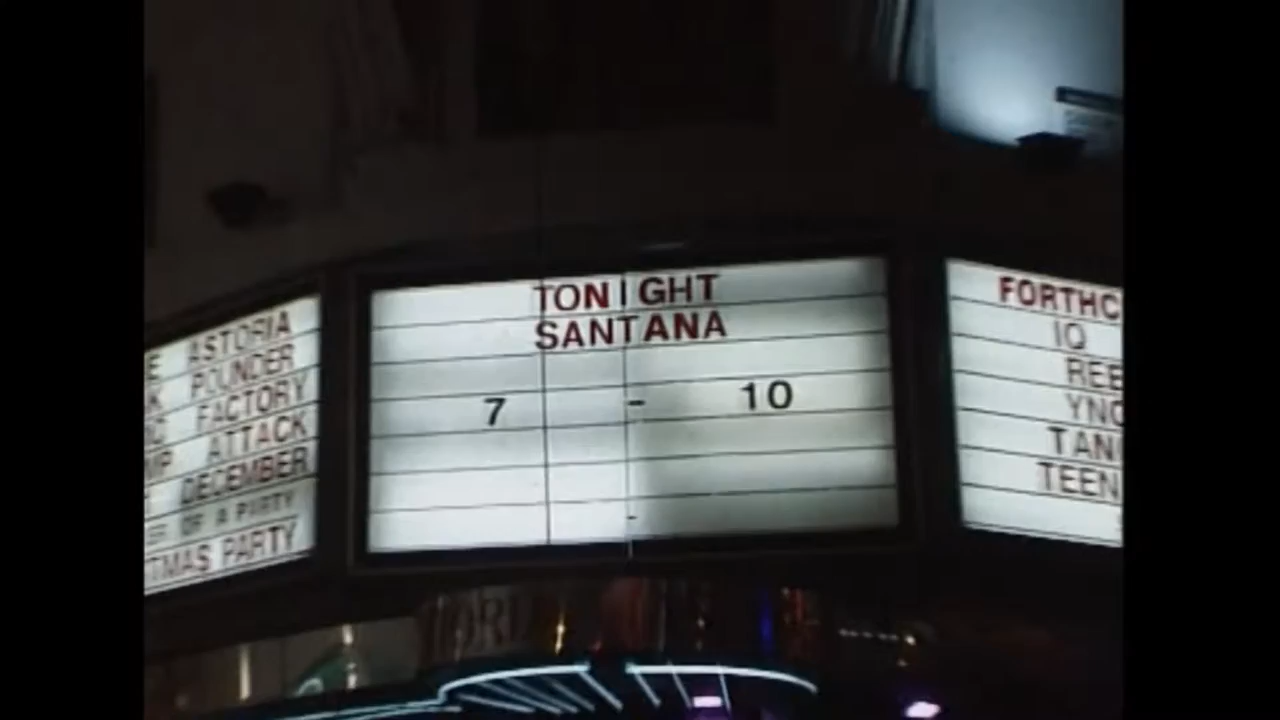 ASTORIA
POUNDER
FACTORY
ATTACK
DECEMBER
OF A PARTY
TMAS PARTY
TONIGHT
SANTANA
7 - 10
FORTHC
IQ
REE
YNG
TAN
TEEN